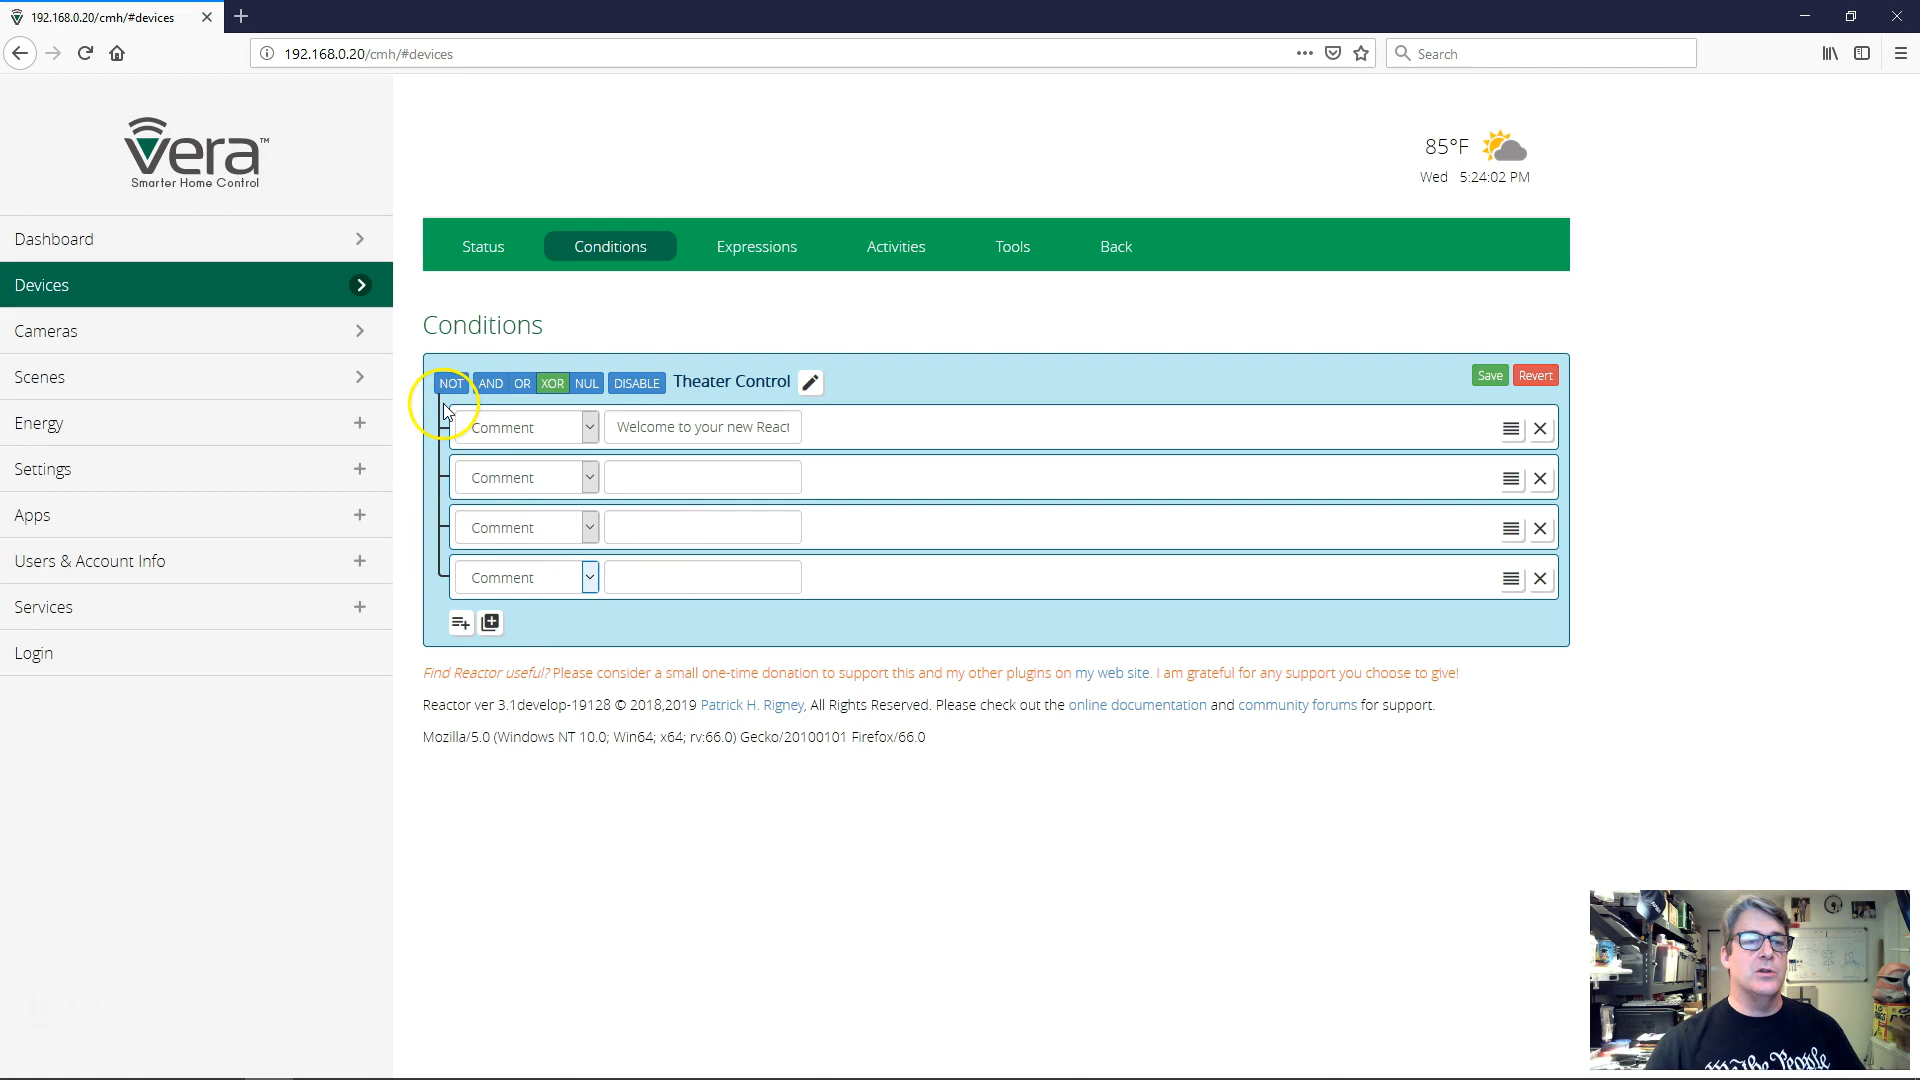 192.168.0.20/cmh/#devices
192.168.0.20/cmh/#devices
Search
Vera™
Smarter Home Control
85°F
Wed 5:24:02 PM
Dashboard
Devices
Cameras
Scenes
Energy
Settings
Apps
Users & Account Info
Services
Login
Status Conditions Expressions Activities Tools Back
Conditions
NOT AND OR XOR NUL DISABLE Theater Control Save Revert
Comment Welcome to your new React
Comment
Comment
Comment
Find Reactor useful? Please consider a small one-time donation to support this and my other plugins on my web site. I am grateful for any support you choose to give!
Reactor ver 3.1develop-19128 © 2018,2019 Patrick H. Rigney, All Rights Reserved. Please check out the online documentation and community forums for support.
Mozilla/5.0 (Windows NT 10.0; Win64; x64; rv:66.0) Gecko/20100101 Firefox/66.0
We the People